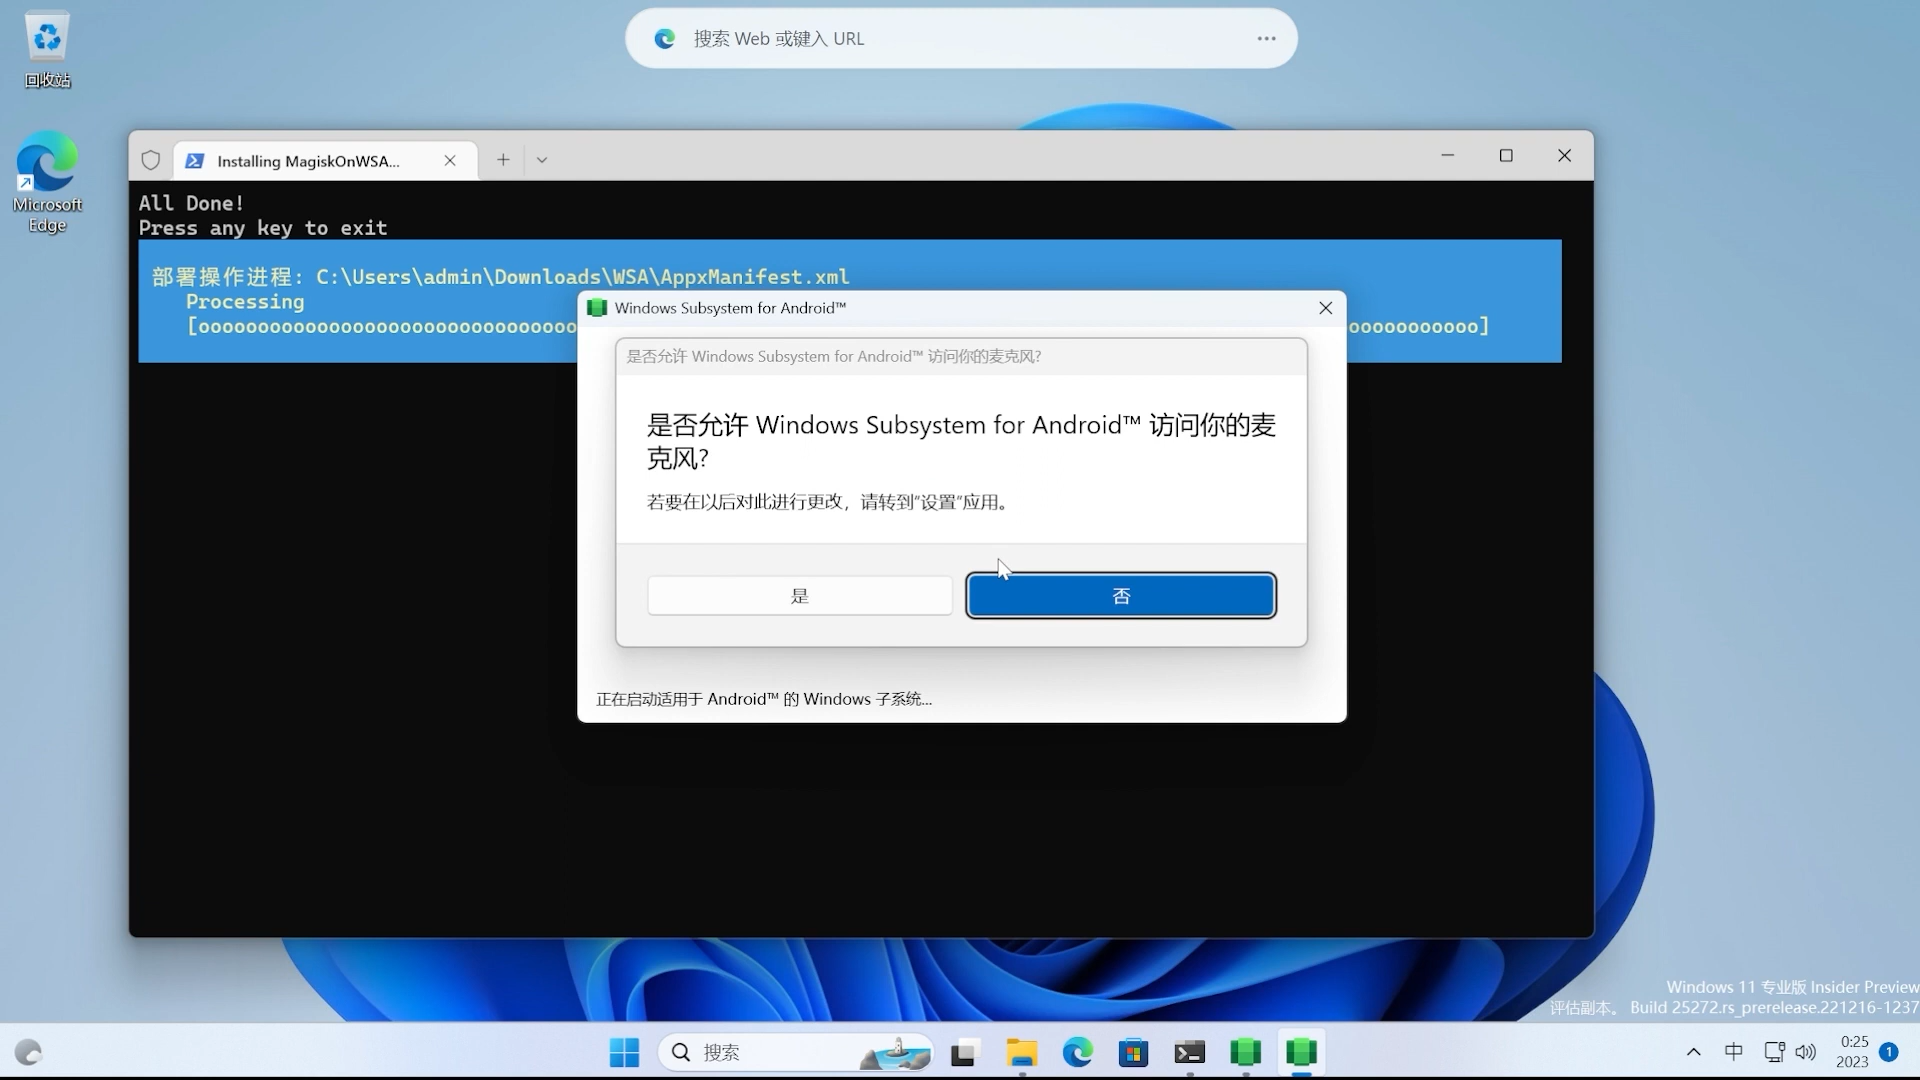 回收站
搜索 Web 或键入 URL
Microsoft
Edge
Installing MagiskOnWSA...
All Done!
Press any key to exit
部署操作进程: C:\Users\admin\Downloads\WSA\AppxManifest.xml
Processing
Windows Subsystem for Android™
是否允许 Windows Subsystem for Android™ 访问你的麦克风?
是否允许 Windows Subsystem for Android™ 访问你的麦
克风?
若要在以后对此进行更改，请转到“设置”应用。
是
否
正在启动适用于 Android™ 的 Windows 子系统...
Windows 11 专业版 Insider Preview
评估副本。 Build 25272.rs_prerelease.221216-1237
搜索
中
0:25
2023
1